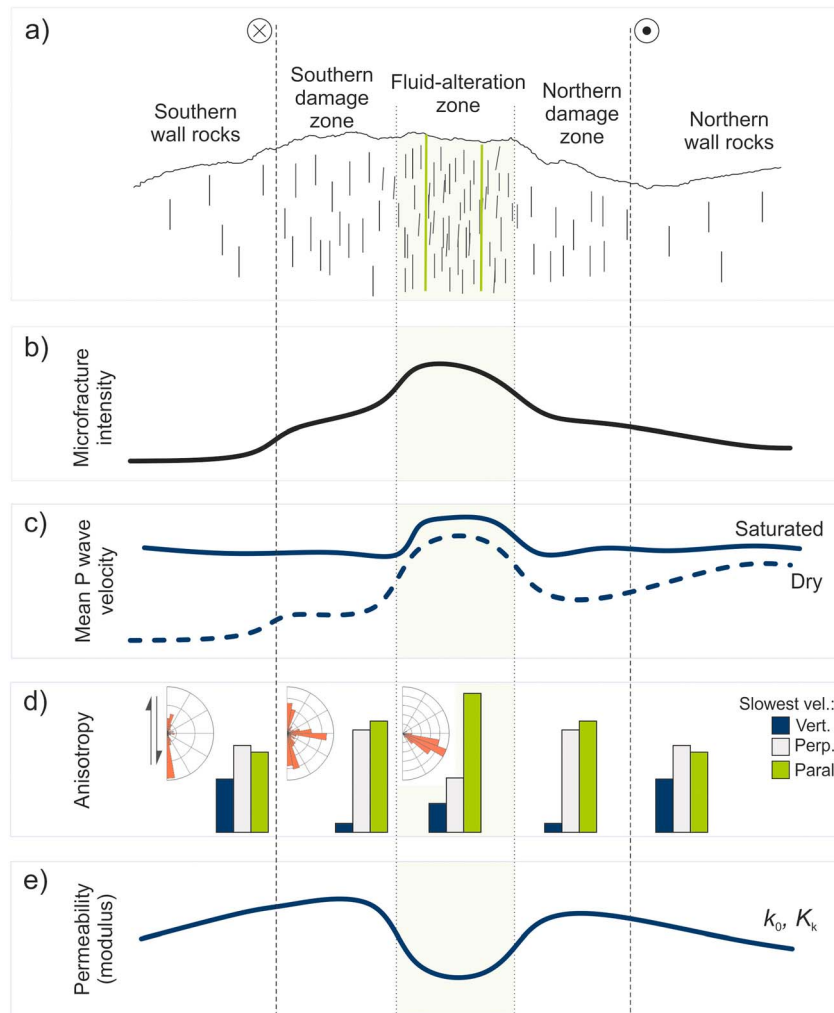 a)
Southern
wall rocks
Southern
damage
zone
Fluid-alteration
zone
Northern
damage
zone
Northern
wall rocks
b)
Microfracture
intensity
c)
Mean P wave
velocity
Saturated
Dry
d)
Anisotropy
Slowest vel.:
Vert.
Perp.
Paral
e)
Permeability
(modulus)
k₀, Kₖ